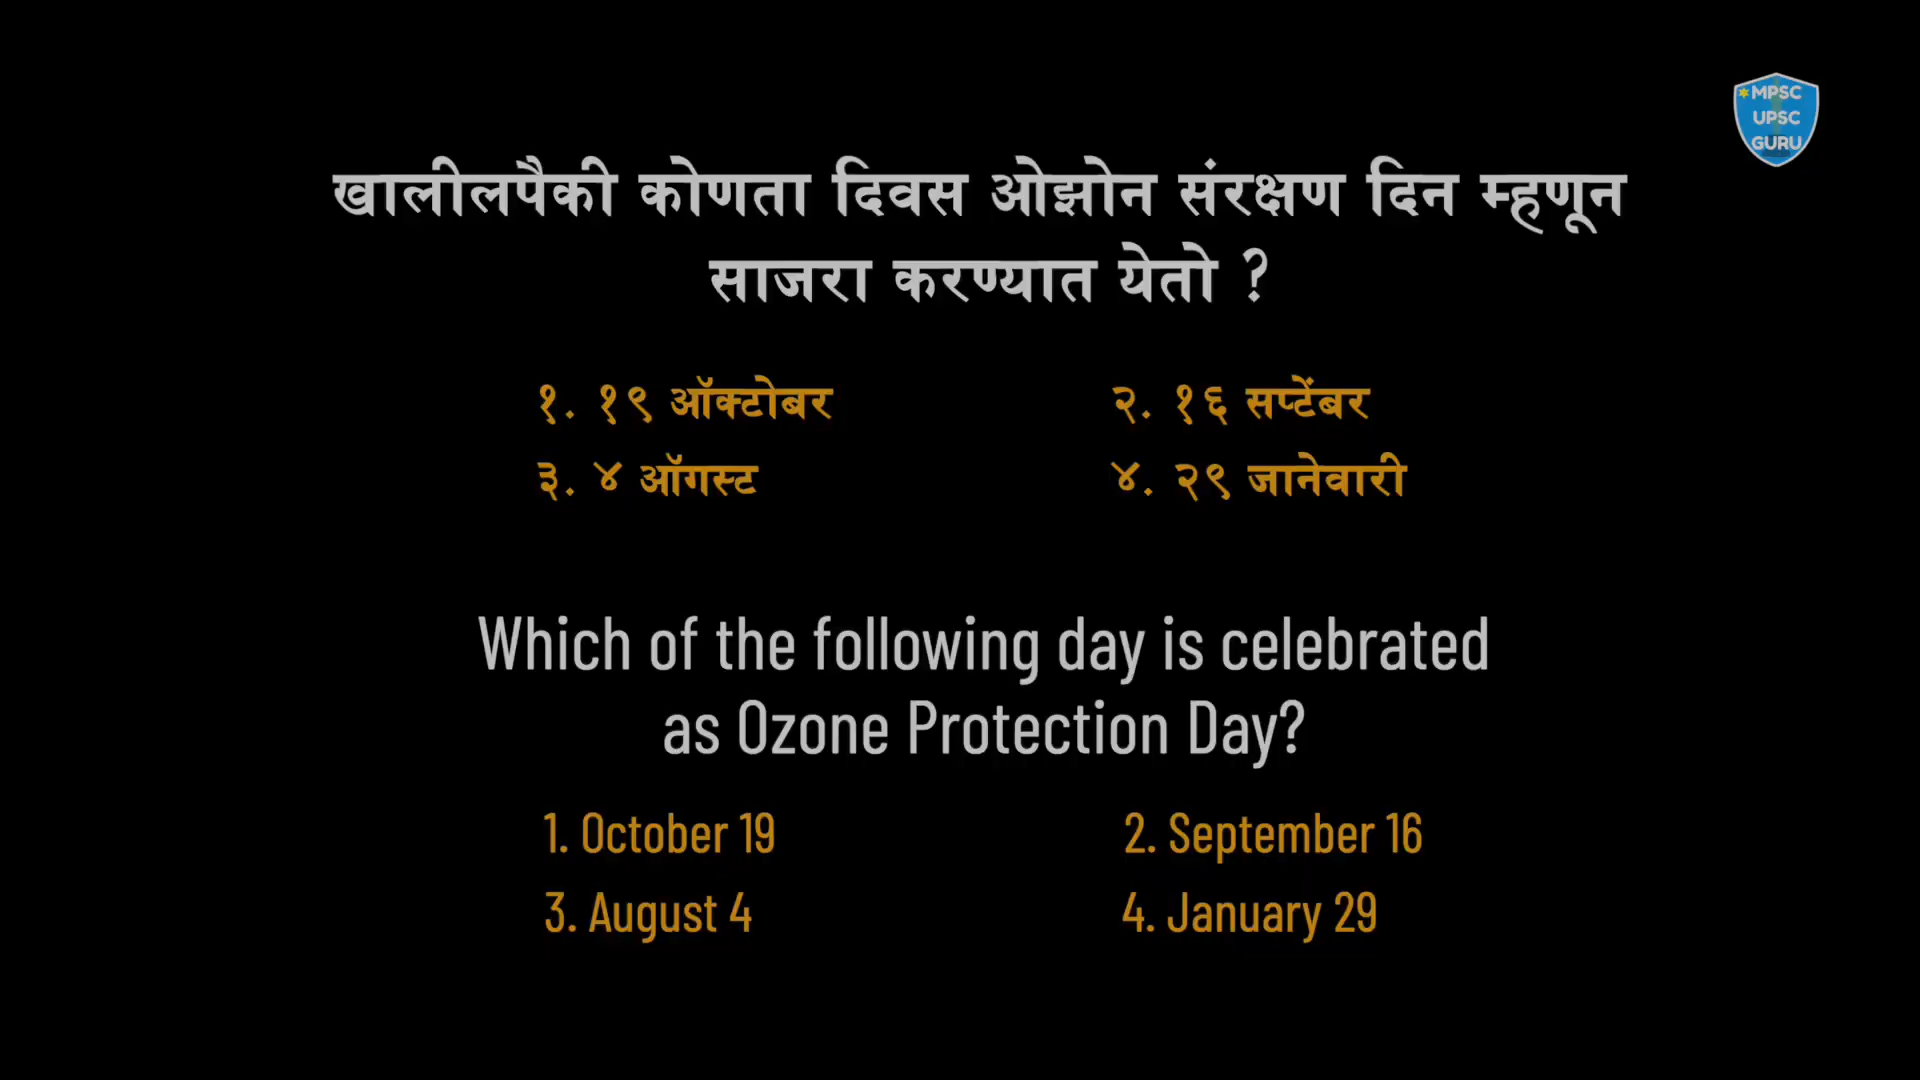 MPSC
UPSC
GURU
खालीलपैकी कोणता दिवस ओझोन संरक्षण दिन म्हणून
साजरा करण्यात येतो ?
१. १९ ऑक्टोबर
२. १६ सप्टेंबर
३. ४ ऑगस्ट
४. २९ जानेवारी
Which of the following day is celebrated
as Ozone Protection Day?
1. October 19
2. September 16
3. August 4
4. January 29